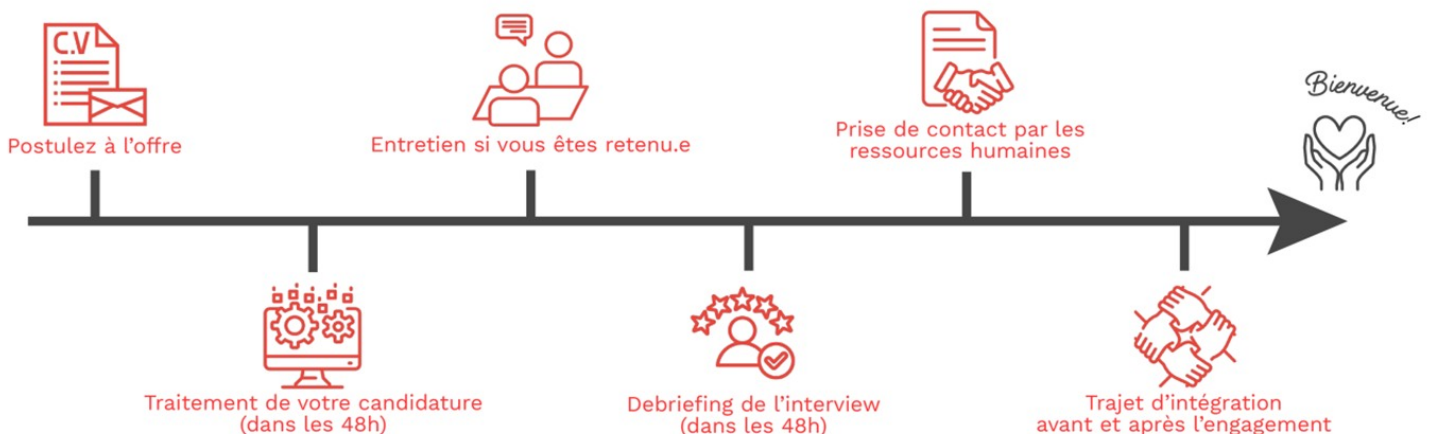 C.V
Postulez à l'offre
Traitement de votre candidature
(dans les 48h)
Entretien si vous êtes retenu.e
Debriefing de l'interview
(dans les 48h)
Prise de contact par les
ressources humaines
Trajet d'intégration
avant et après l'engagement
Bienvenue!